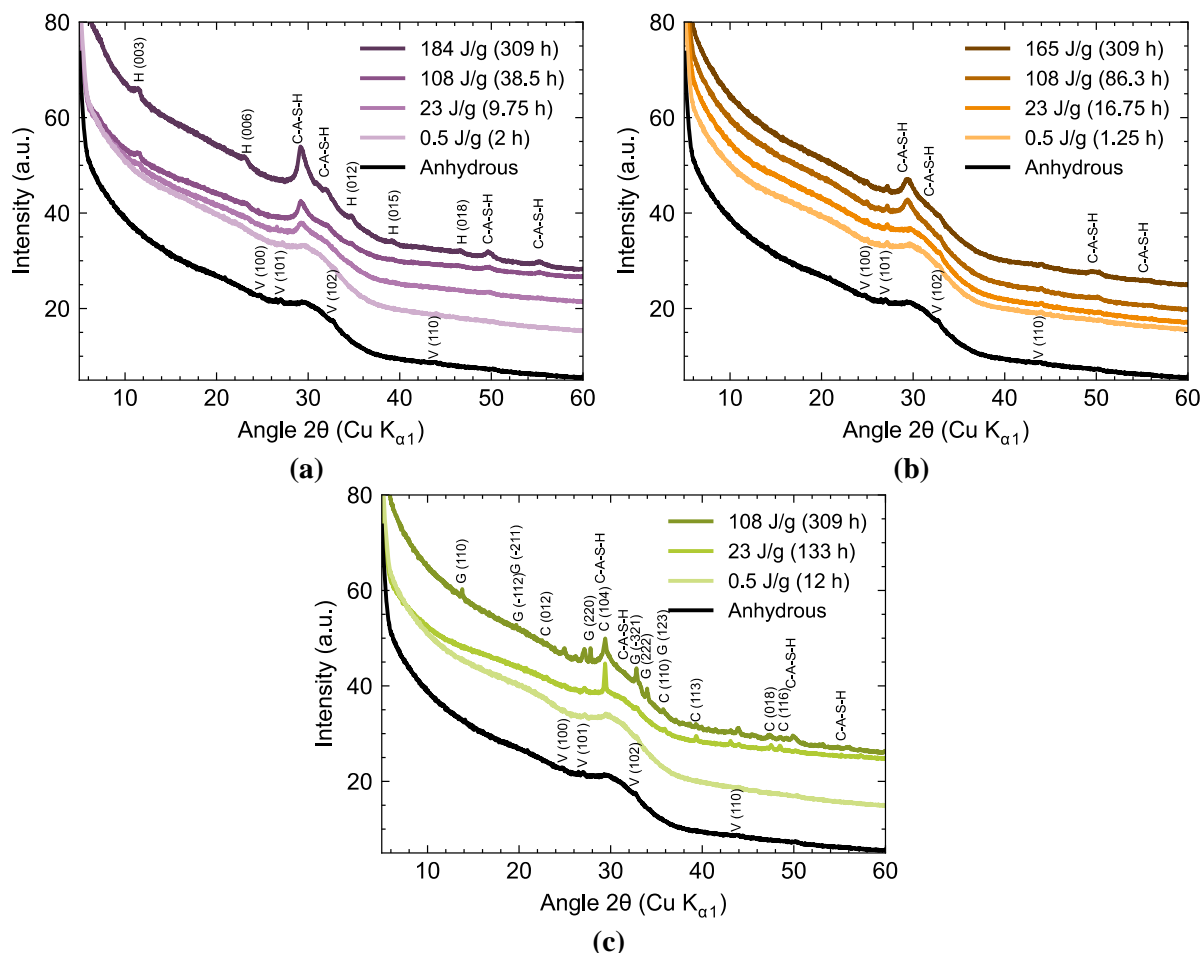 80
60
40
20
Intensity (a.u.)
H (003)
H (006)
C-A-S-H
C-A-S-H
H (012)
H (015)
H (018)
C-A-S-H
C-A-S-H
V (100)
V (101)
V (102)
V (110)
184 J/g (309 h)
108 J/g (38.5 h)
23 J/g (9.75 h)
0.5 J/g (2 h)
Anhydrous
10 20 30 40 50 60
Angle 2θ (Cu Kα1)
(a)
80
60
40
20
Intensity (a.u.)
C-A-S-H
C-A-S-H
C-A-S-H
C-A-S-H
V (100)
V (101)
V (102)
V (110)
165 J/g (309 h)
108 J/g (86.3 h)
23 J/g (16.75 h)
0.5 J/g (1.25 h)
Anhydrous
10 20 30 40 50 60
Angle 2θ (Cu Kα1)
(b)
80
60
40
20
Intensity (a.u.)
G (110)
G (-112)
G (-211)
C (012)
G (220)
C (104)
C-A-S-H
C-A-S-H
G (-321)
G (222)
C (110)
G (123)
C (113)
C (018)
C (116)
C-A-S-H
C-A-S-H
V (100)
V (101)
V (102)
V (110)
108 J/g (309 h)
23 J/g (133 h)
0.5 J/g (12 h)
Anhydrous
10 20 30 40 50 60
Angle 2θ (Cu Kα1)
(c)